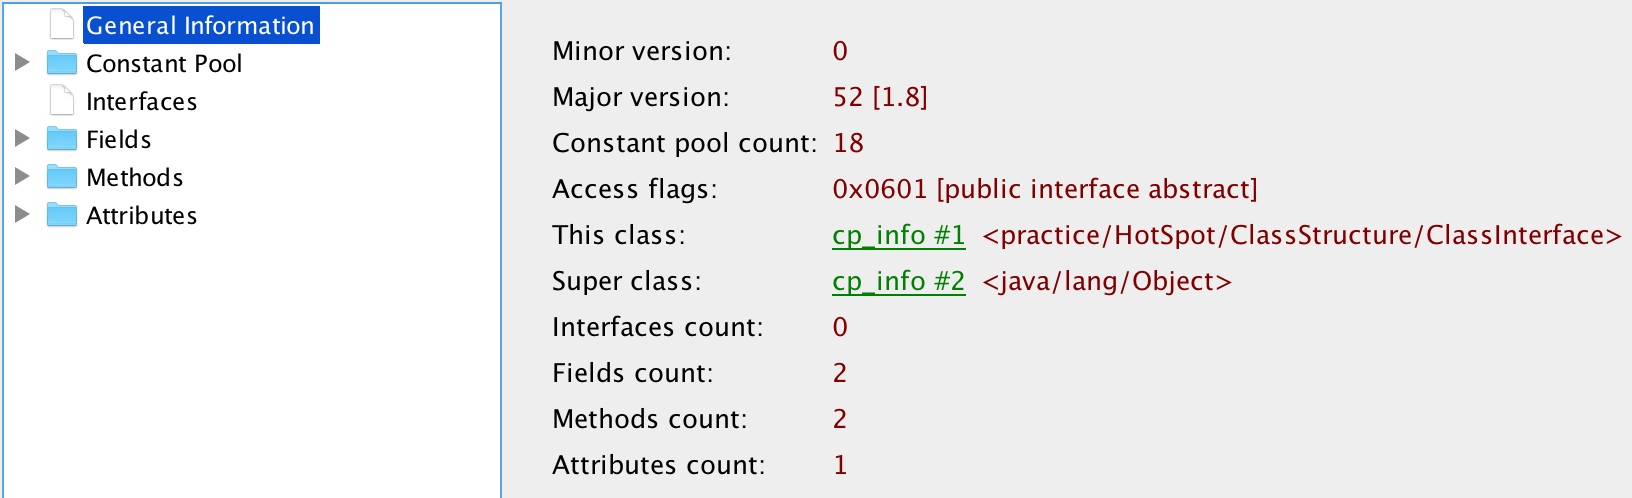 General Information
Constant Pool
Interfaces
Fields
Methods
Attributes
Minor version: 0
Major version: 52 [1.8]
Constant pool count: 18
Access flags: 0x0601 [public interface abstract]
This class: cp_info #1 <practice/HotSpot/ClassStructure/ClassInterface>
Super class: cp_info #2 <java/lang/Object>
Interfaces count: 0
Fields count: 2
Methods count: 2
Attributes count: 1